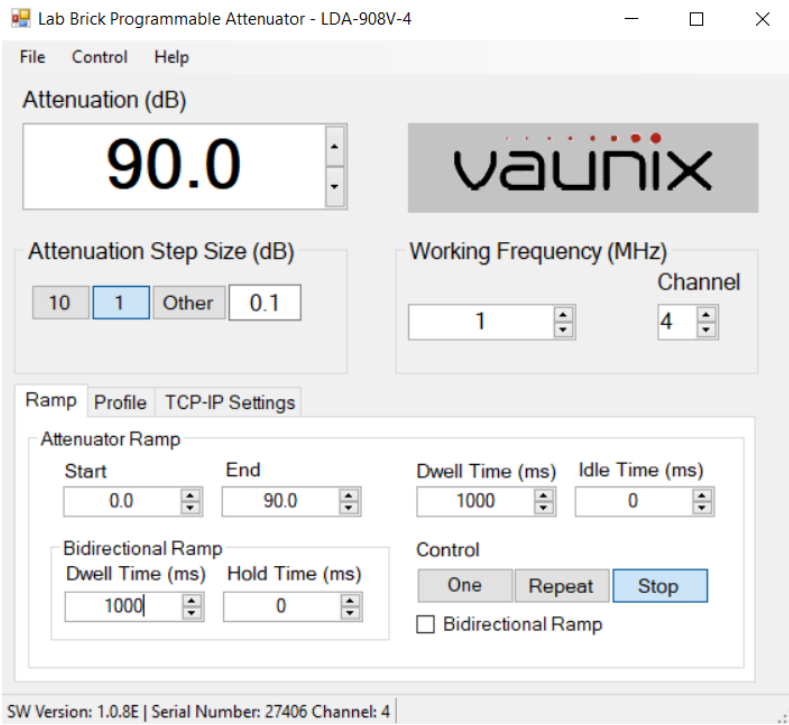 Lab Brick Programmable Attenuator - LDA-908V-4
File Control Help
Attenuation (dB)
90.0
vaunix
Attenuation Step Size (dB)
10 1 Other 0.1
Working Frequency (MHz)
Channel
1 4
Ramp Profile TCP-IP Settings
Attenuator Ramp
Start End Dwell Time (ms) Idle Time (ms)
0.0 90.0 1000 0
Bidirectional Ramp
Dwell Time (ms) Hold Time (ms)
1000 0
Control
One Repeat Stop
Bidirectional Ramp
SW Version: 1.0.8E | Serial Number: 27406 Channel: 4